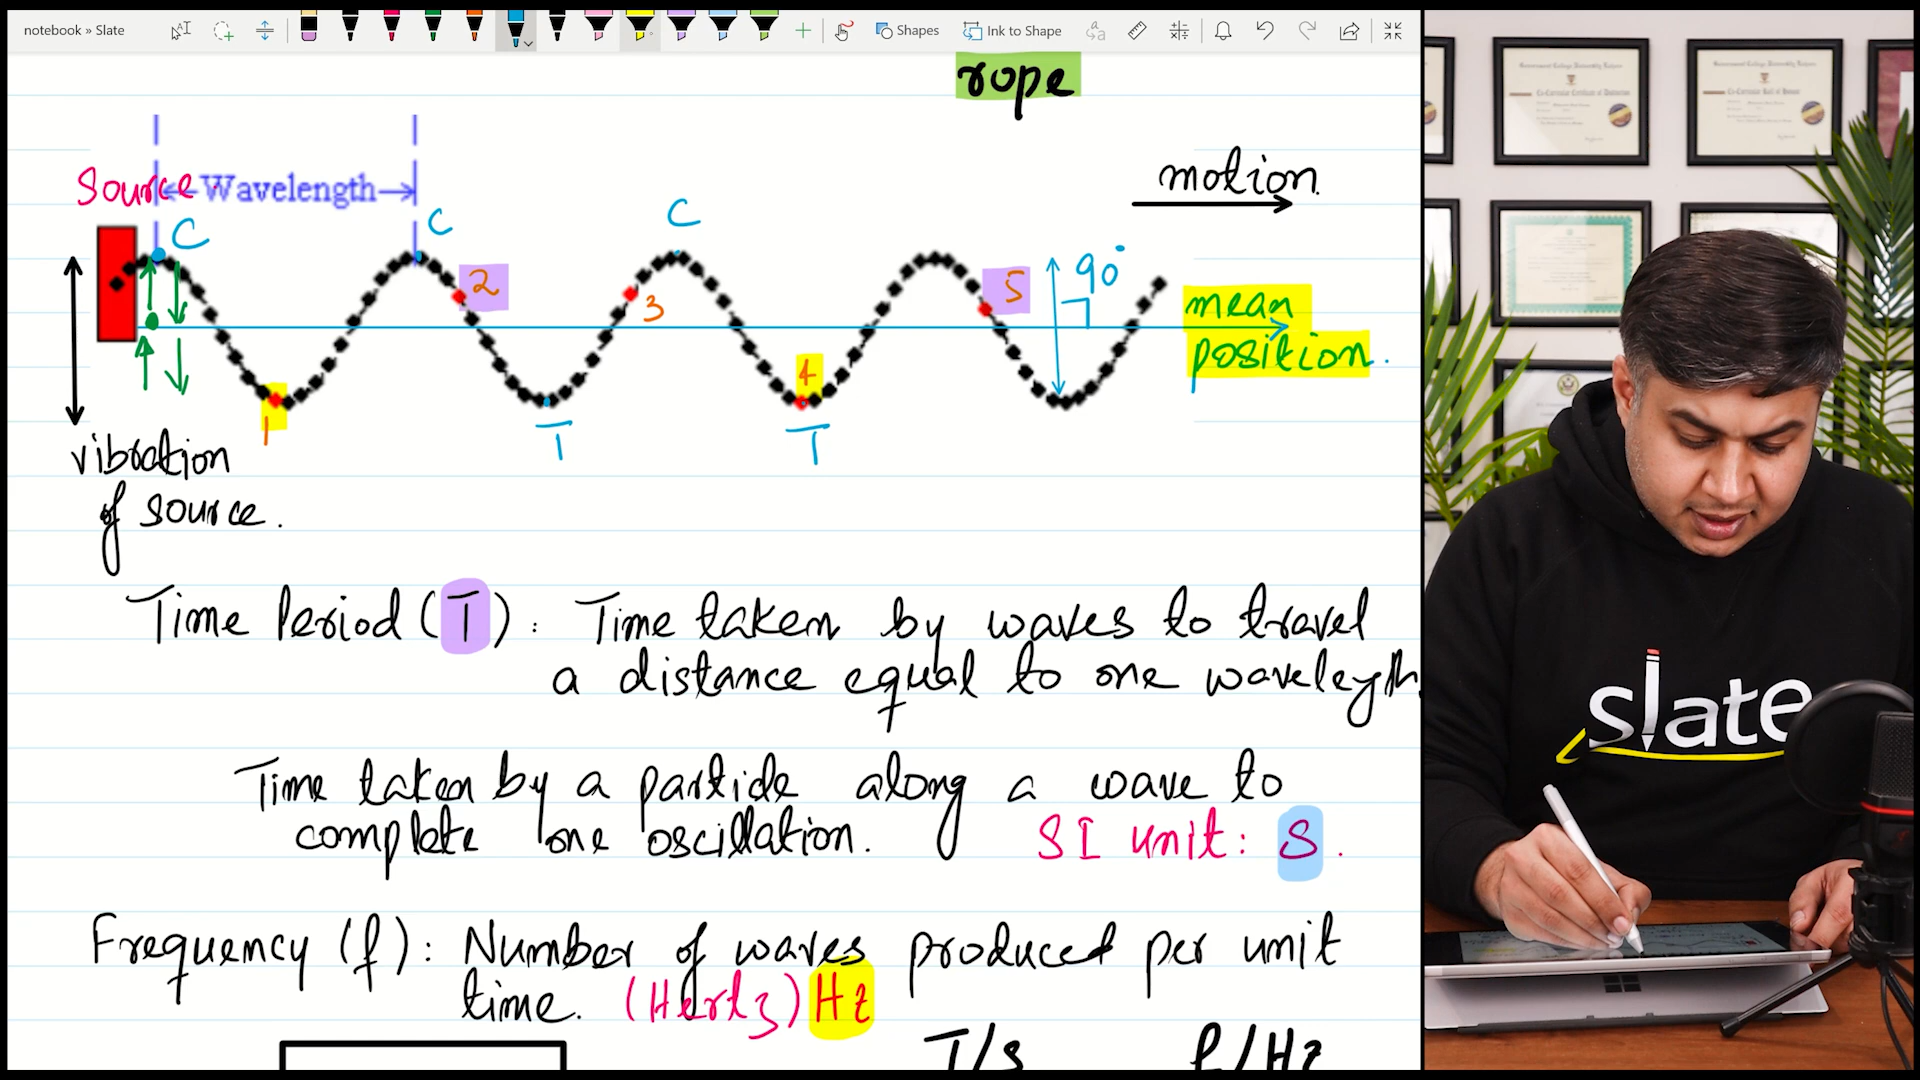 notebook » Slate
Shapes
Ink to Shape
rope
Source
Wavelength
motion
C
C
C
2
3
5
90°
mean
position.
1
4
T
T
vibration
of source.
Time Period (T): Time taken by waves to travel
a distance equal to one wavelength
Time taken by a particle along a wave to
complete one oscillation. SI unit: S.
Frequency (f): Number of waves produced per unit
time. (Hertz) Hz
T/s f/Hz
slate